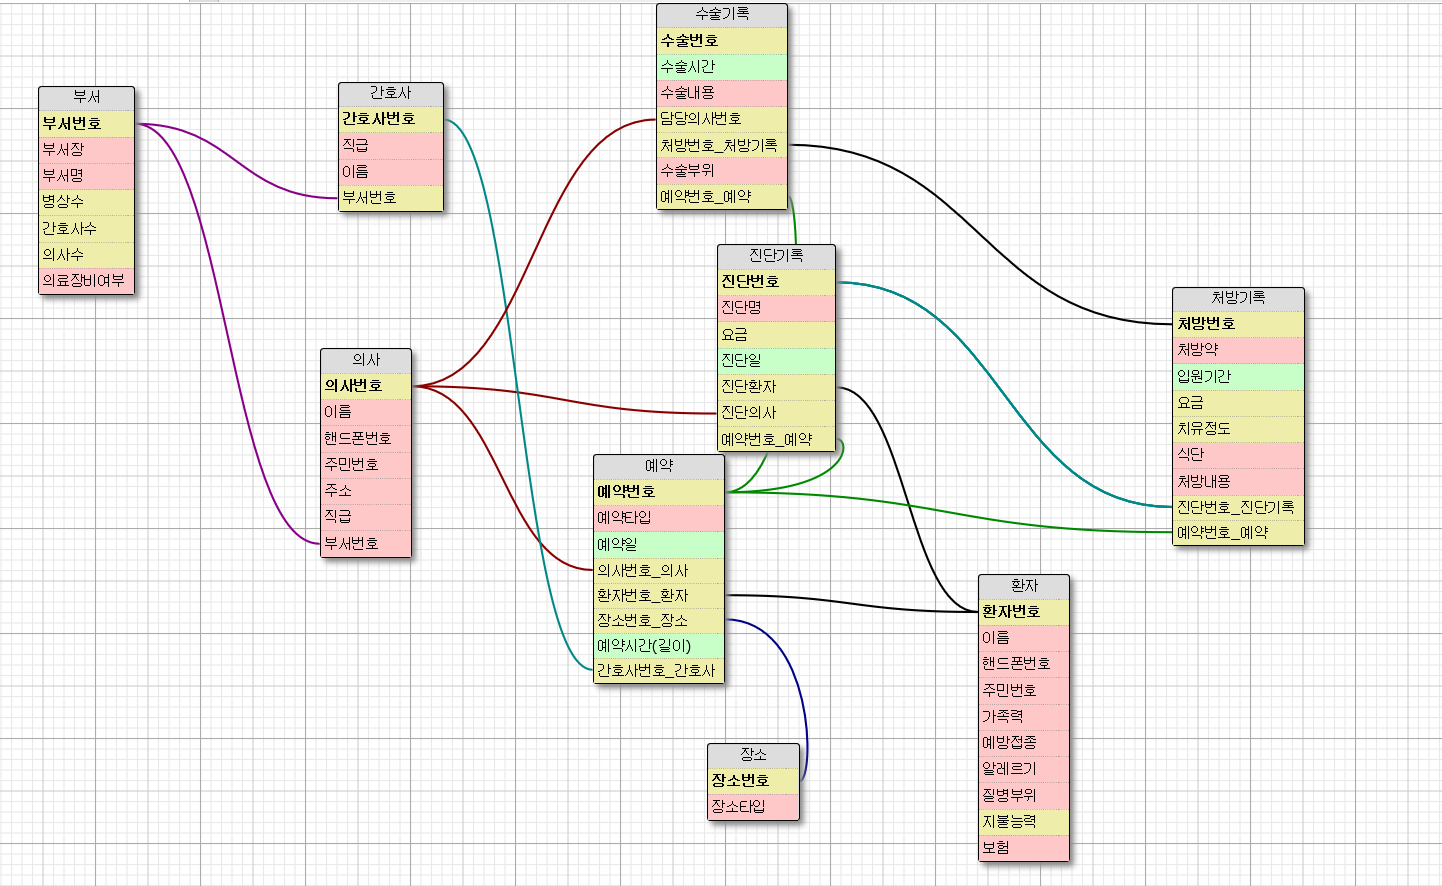 부서
부서번호
부서장
부서명
병상수
간호사수
의사수
의료장비여부
간호사
간호사번호
직급
이름
부서번호
의사
의사번호
이름
핸드폰번호
주민번호
주소
직급
부서번호
수술기록
수술번호
수술시간
수술내용
담당의사번호
처방번호_처방기록
수술부위
예약번호_예약
진단기록
진단번호
진단명
요금
진단일
진단환자
진단의사
예약번호_예약
예약
예약번호
예약타입
예약일
의사번호_의사
환자번호_환자
장소번호_장소
예약시간(길이)
간호사번호_간호사
장소
장소번호
장소타입
처방기록
처방번호
처방약
입원기간
요금
치유정도
식단
처방내용
진단번호_진단기록
예약번호_예약
환자
환자번호
이름
핸드폰번호
주민번호
가족력
예방접종
알레르기
질병부위
지불능력
보험